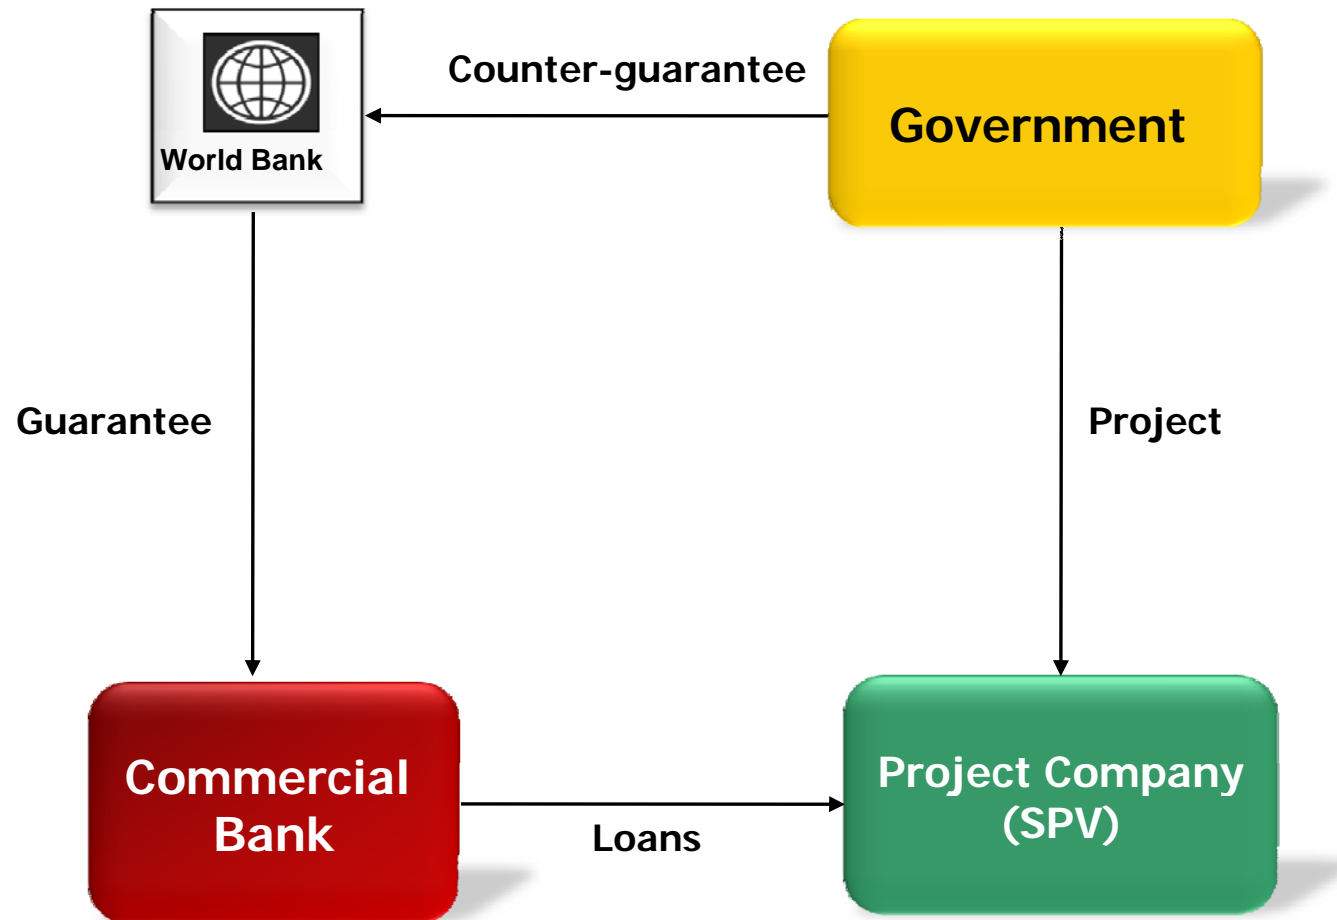 Counter-guarantee
Government
World Bank
Guarantee
Project
Commercial
Bank
Loans
Project Company
(SPV)